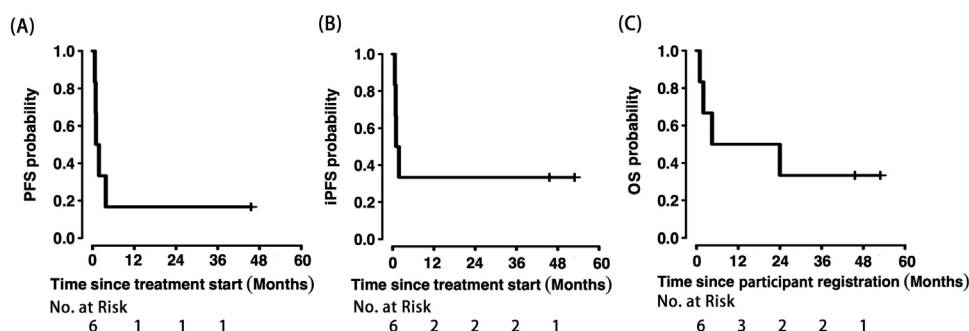 (A)
PFS probability
1.0
0.8
0.6
0.4
0.2
0.0
0 12 24 36 48 60
Time since treatment start (Months)
No. at Risk
6 1 1 1
(B)
iPFS probability
1.0
0.8
0.6
0.4
0.2
0.0
0 12 24 36 48 60
Time since treatment start (Months)
No. at Risk
6 2 2 2 1
(C)
OS probability
1.0
0.8
0.6
0.4
0.2
0.0
0 12 24 36 48 60
Time since participant registration (Months)
No. at Risk
6 3 2 2 1